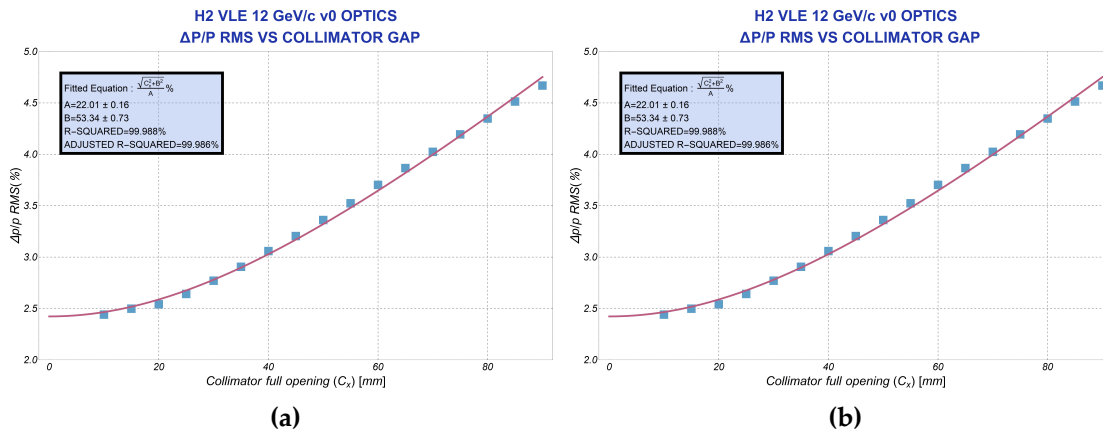 H2 VLE 12 GeV/c v0 OPTICS
ΔP/P RMS VS COLLIMATOR GAP
5.0
4.5
4.0
3.5
3.0
2.5
2.0
Δp/p RMS(%)
Fitted Equation : √(Cₓ²+B²)/A %
A=22.01 ± 0.16
B=53.34 ± 0.73
R−SQUARED=99.988%
ADJUSTED R−SQUARED=99.986%
0 20 40 60 80
Collimator full opening (Cₓ) [mm]
(a)
H2 VLE 12 GeV/c v0 OPTICS
ΔP/P RMS VS COLLIMATOR GAP
5.0
4.5
4.0
3.5
3.0
2.5
2.0
Δp/p RMS(%)
Fitted Equation : √(Cₓ²+B²)/A %
A=22.01 ± 0.16
B=53.34 ± 0.73
R−SQUARED=99.988%
ADJUSTED R−SQUARED=99.986%
0 20 40 60 80
Collimator full opening (Cₓ) [mm]
(b)